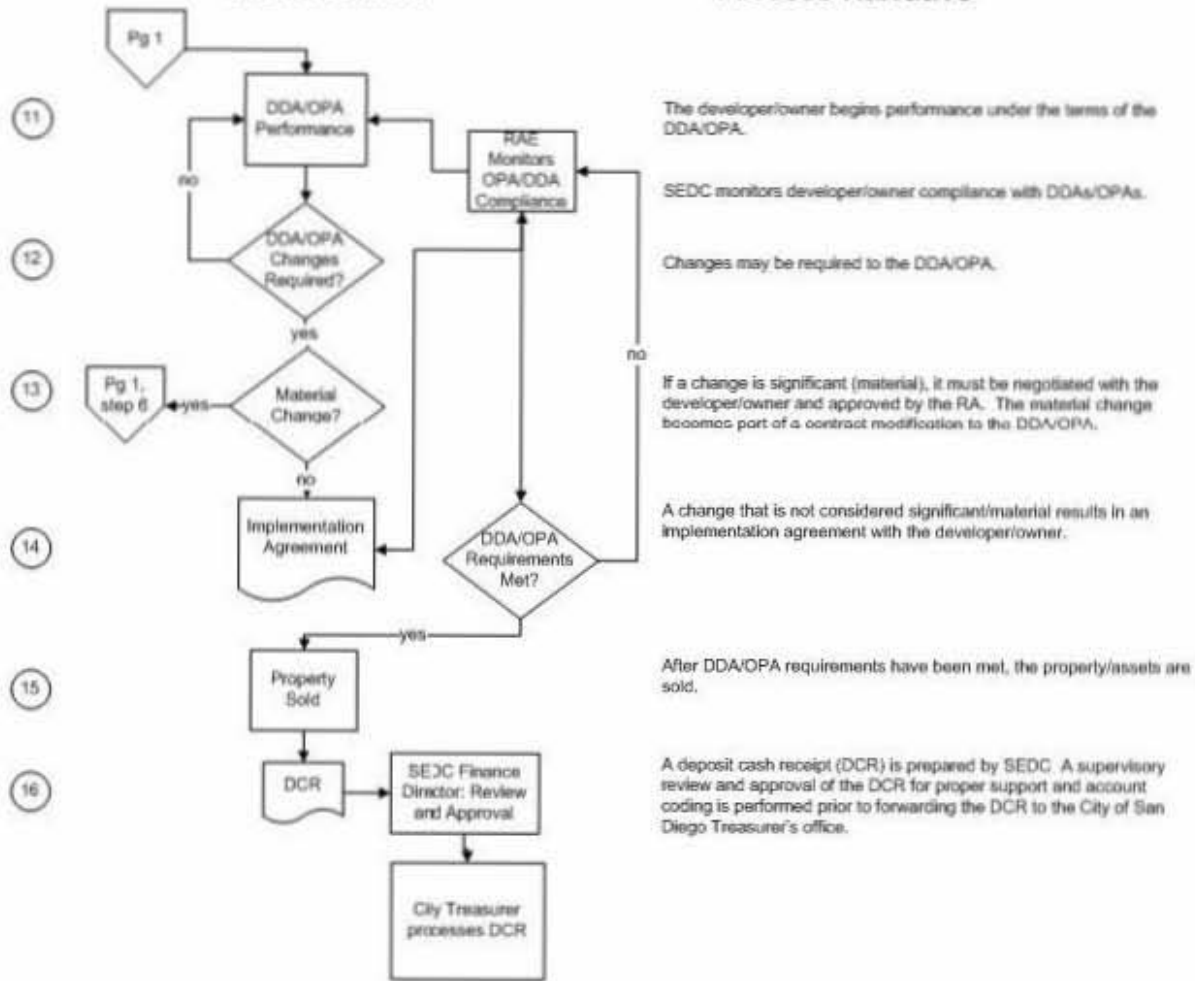 Pg 1
11
DDA/OPA
Performance
The developer/owner begins performance under the terms of the
DDA/OPA.
RAE
Monitors
OPA/DDA
Compliance
no
SEDC monitors developer/owner compliance with DDAs/OPAs.
12
DDA/OPA
Changes
Required?
Changes may be required to the DDA/OPA.
yes
no
13
Pg 1,
step 6
yes
Material
Change?
If a change is significant (material), it must be negotiated with the
developer/owner and approved by the RA. The material change
becomes part of a contract modification to the DDA/OPA.
no
14
Implementation
Agreement
DDA/OPA
Requirements
Met?
A change that is not considered significant/material results in an
implementation agreement with the developer/owner.
yes
15
Property
Sold
After DDA/OPA requirements have been met, the property/assets are
sold.
16
DCR
SEDC Finance
Director: Review
and Approval
A deposit cash receipt (DCR) is prepared by SEDC. A supervisory
review and approval of the DCR for proper support and account
coding is performed prior to forwarding the DCR to the City of San
Diego Treasurer's office.
City Treasurer
processes DCR